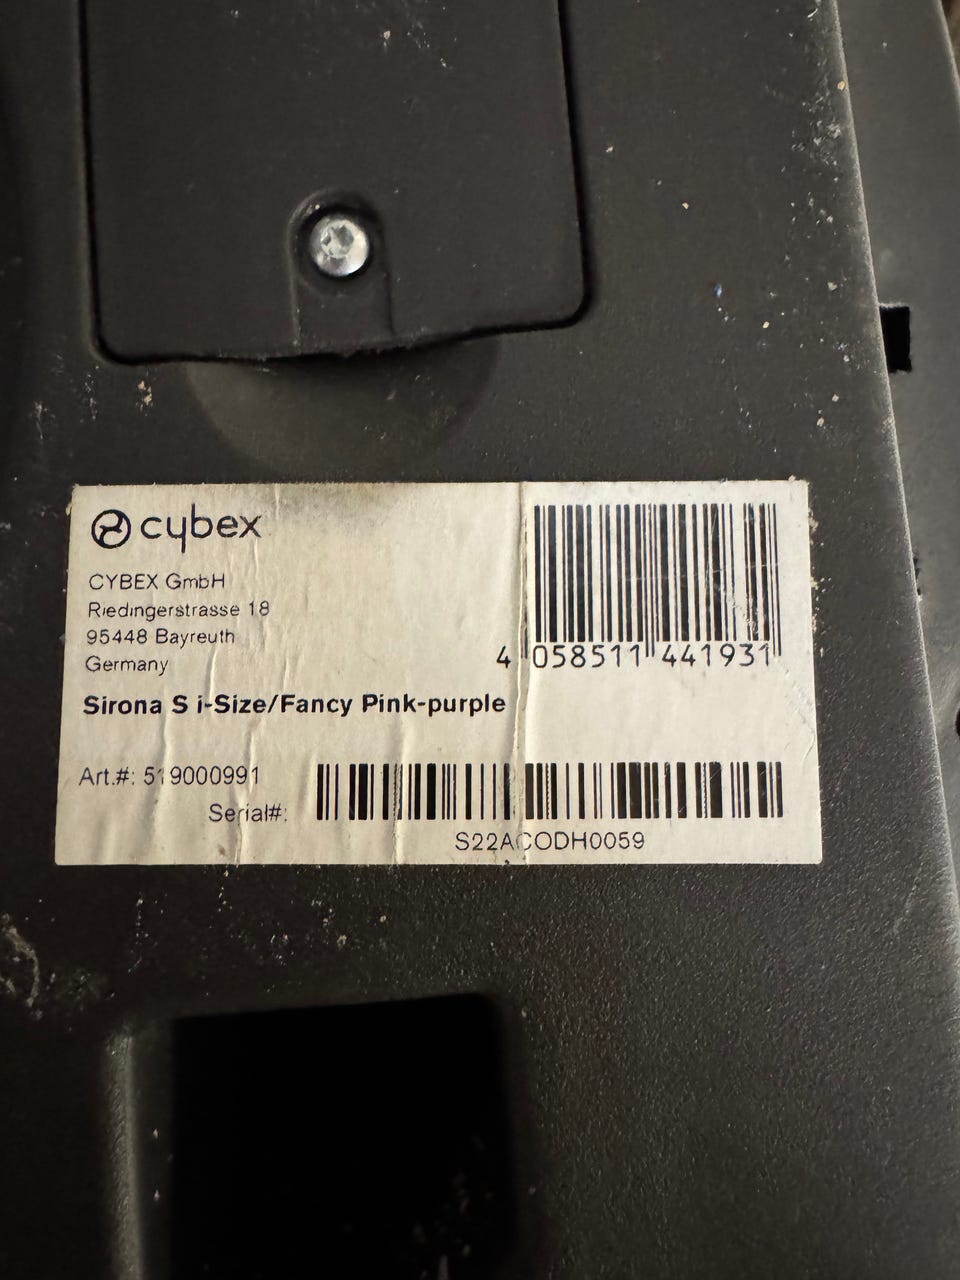 cybex
CYBEX GmbH
Riedingerstrasse 18
95448 Bayreuth
Germany
4 058511 441931
Sirona S i-Size/Fancy Pink-purple
Art.#: 519000991
Serial#:
S22ACODH0059